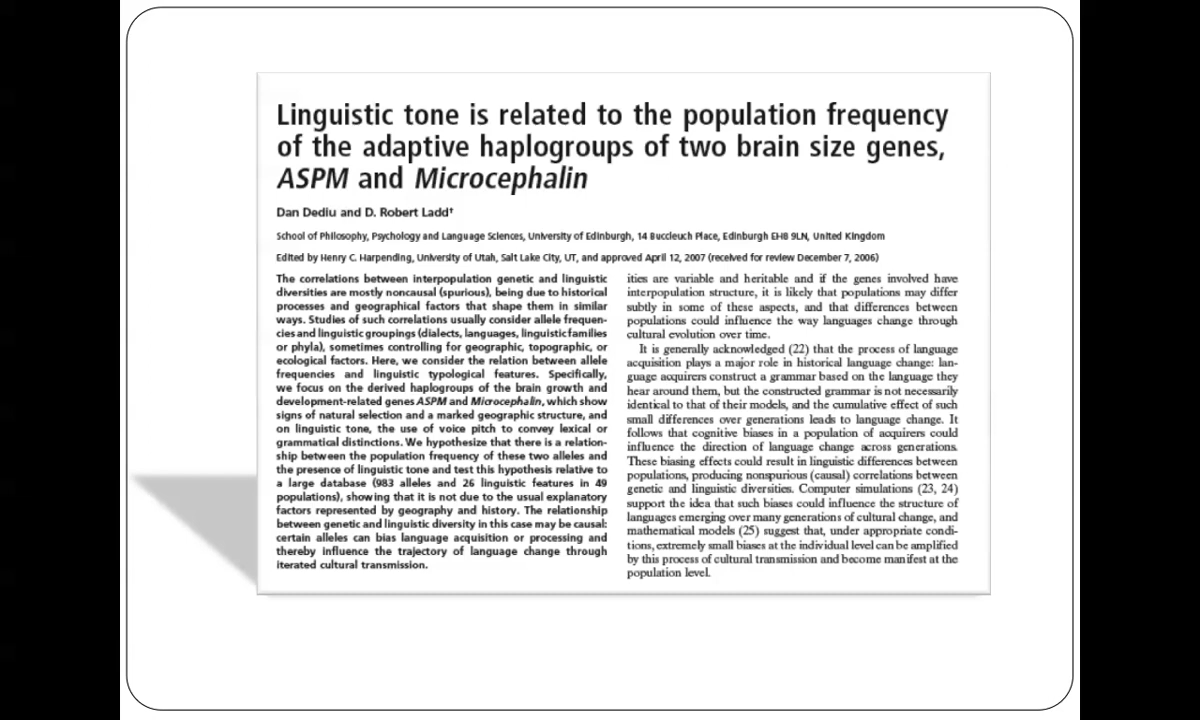 Linguistic tone is related to the population frequency
of the adaptive haplogroups of two brain size genes,
ASPM and Microcephalin
Dan Dediu and D. Robert Ladd†
School of Philosophy, Psychology and Language Sciences, University of Edinburgh, 14 Buccleuch Place, Edinburgh EH8 9LN, United Kingdom
Edited by Henry C. Harpending, University of Utah, Salt Lake City, UT, and approved April 12, 2007 (received for review December 7, 2006)
The correlations between interpopulation genetic and linguistic
diversities are mostly noncausal (spurious), being due to historical
processes and geographical factors that shape them in similar
ways. Studies of such correlations usually consider allele frequen-
cies and linguistic groupings (dialects, languages, linguistic families
or phyla), sometimes controlling for geographic, topographic, or
ecological factors. Here, we consider the relation between allele
frequencies and linguistic typological features. Specifically,
we focus on the derived haplogroups of the brain growth and
development-related genes ASPM and Microcephalin, which show
signs of natural selection and a marked geographic structure, and
on linguistic tone, the use of voice pitch to convey lexical or
grammatical distinctions. We hypothesize that there is a relation-
ship between the population frequency of these two alleles and
the presence of linguistic tone and test this hypothesis relative to
a large database (983 alleles and 26 linguistic features in 49
populations), showing that it is not due to the usual explanatory
factors represented by geography and history. The relationship
between genetic and linguistic diversity in this case may be causal:
certain alleles can bias language acquisition or processing and
thereby influence the trajectory of language change through
iterated cultural transmission.
ities are variable and heritable and if the genes involved have
interpopulation structure, it is likely that populations may differ
subtly in some of these aspects, and that differences between
populations could influence the way languages change through
cultural evolution over time.
It is generally acknowledged (22) that the process of language
acquisition plays a major role in historical language change: lan-
guage acquirers construct a grammar based on the language they
hear around them, but the constructed grammar is not necessarily
identical to that of their models, and the cumulative effect of such
small differences over generations leads to language change. It
follows that cognitive biases in a population of acquirers could
influence the direction of language change across generations.
These biasing effects could result in linguistic differences between
populations, producing nonspurious (causal) correlations between
genetic and linguistic diversities. Computer simulations (23, 24)
support the idea that such biases could influence the structure of
languages emerging over many generations of cultural change, and
mathematical models (25) suggest that, under appropriate condi-
tions, extremely small biases at the individual level can be amplified
by this process of cultural transmission and become manifest at the
population level.